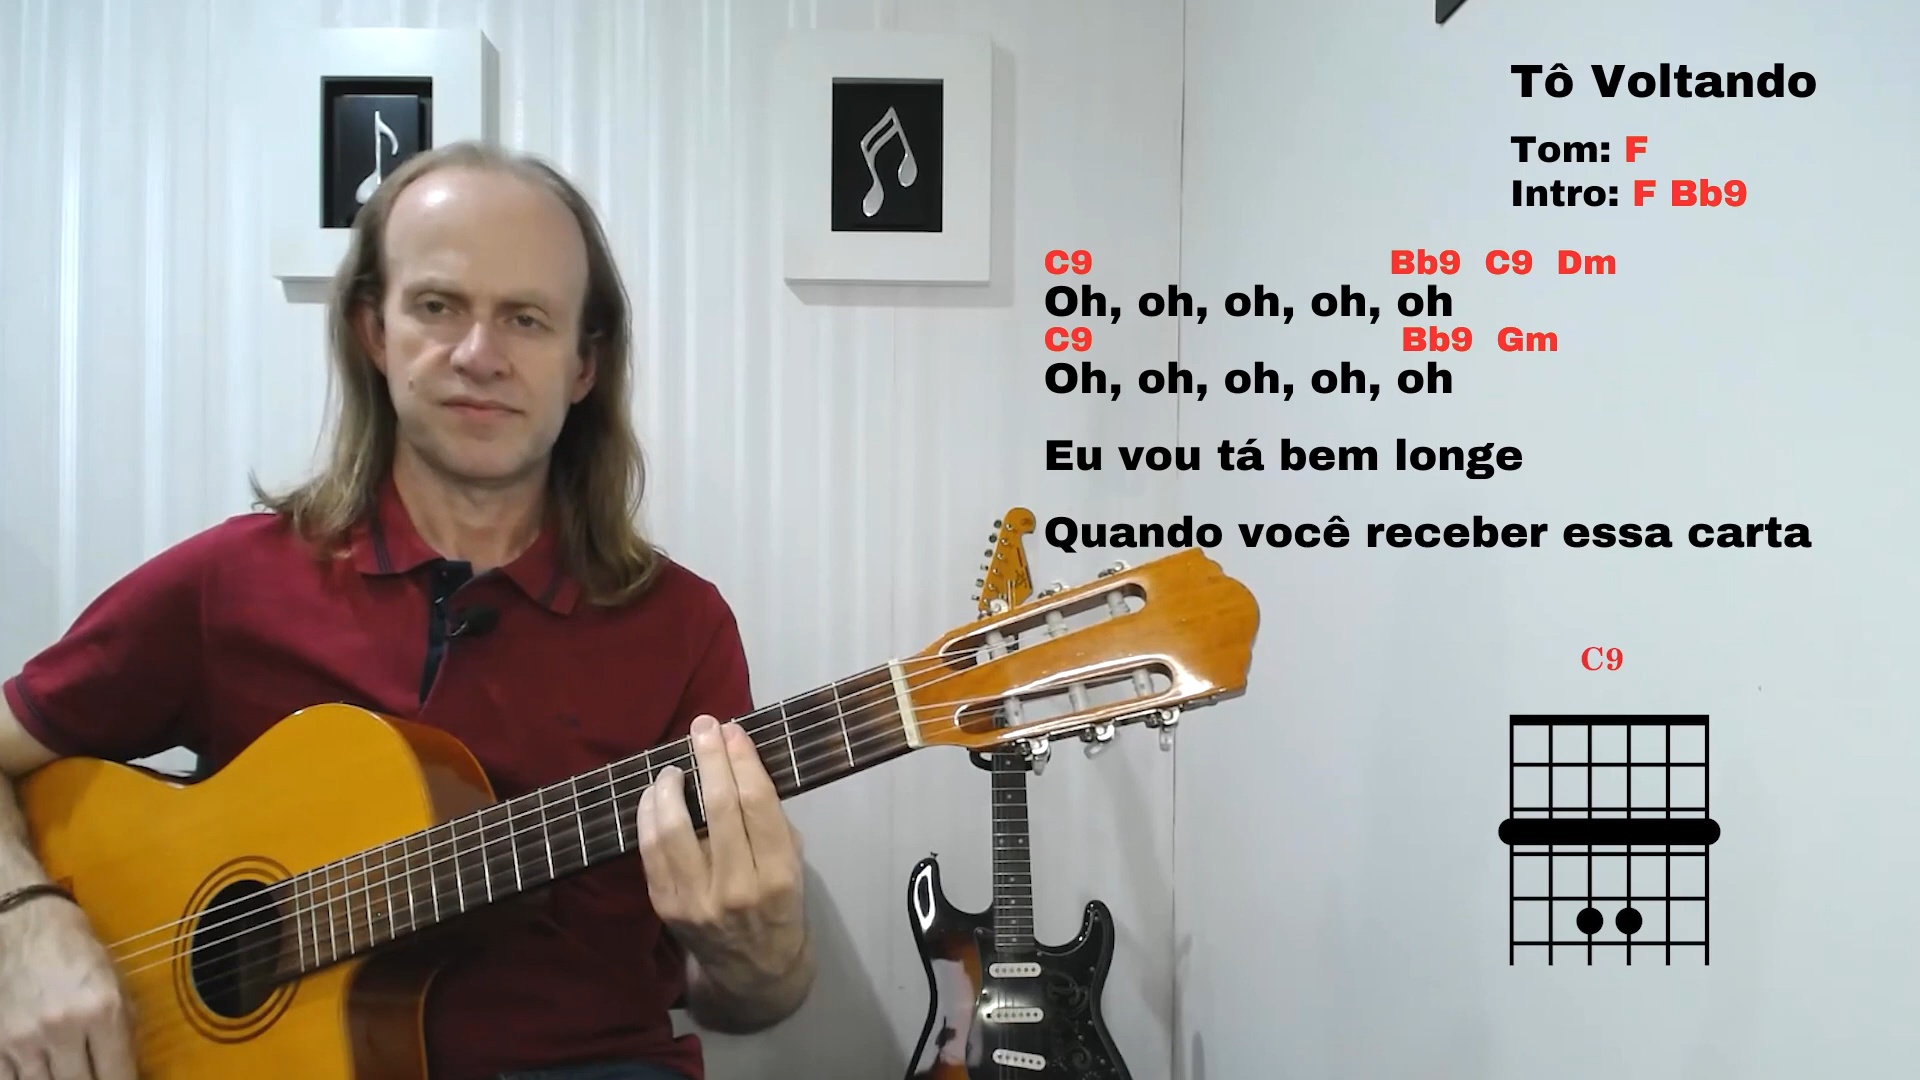 Tô Voltando
Tom: F
Intro: F Bb9
C9 Bb9 C9 Dm
Oh, oh, oh, oh, oh
C9 Bb9 Gm
Oh, oh, oh, oh, oh
Eu vou tá bem longe
Quando você receber essa carta
C9